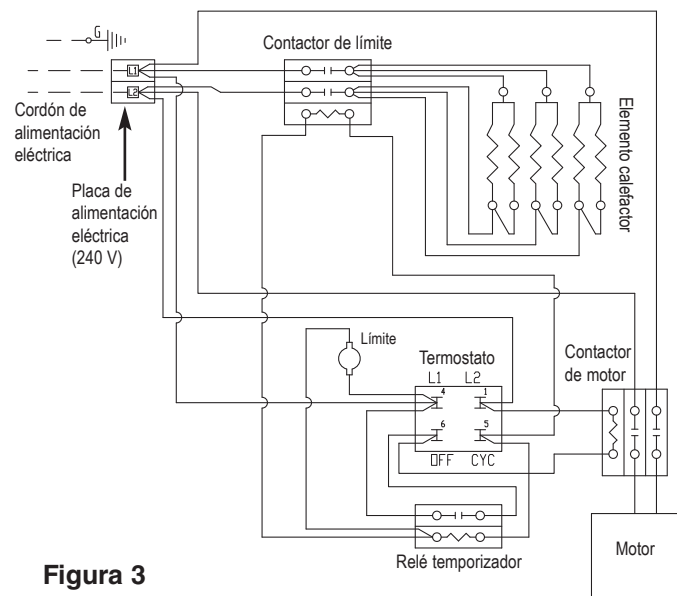 G
Contactor de límite
L1
L2
Cordón de
alimentación
eléctrica
Placa de
alimentación
eléctrica
(240 V)
Elemento calefactor
Límite
Termostato
L1 L2
4 1
6 5
OFF CYC
Contactor
de motor
Relé temporizador
Motor
Figura 3